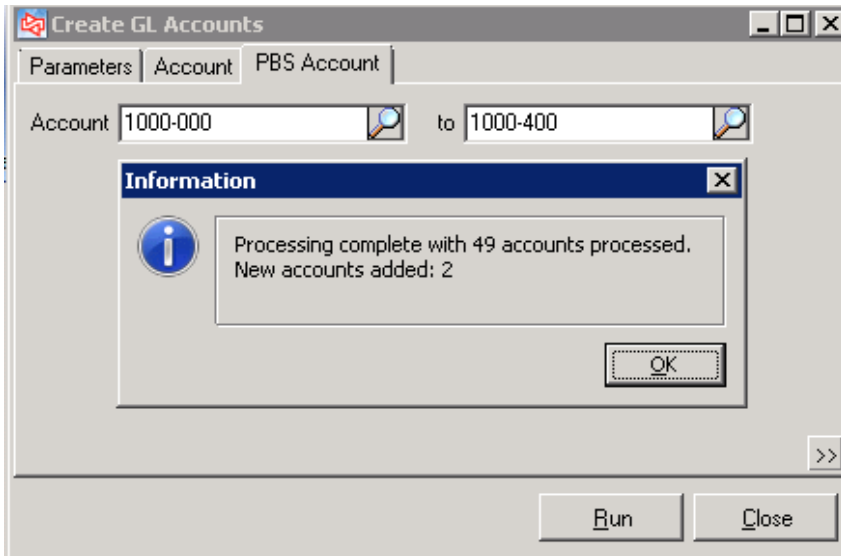 Create GL Accounts
Parameters Account PBS Account
Account 1000-000 to 1000-400
Information
Processing complete with 49 accounts processed.
New accounts added: 2
OK
>>
Run Close